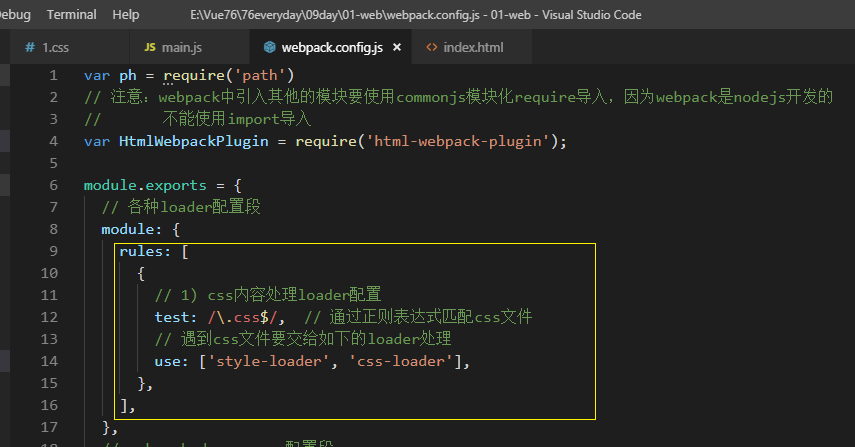 Debug Terminal Help E:\Vue76\76everyday\09day\01-web\webpack.config.js - 01-web - Visual Studio Code
# 1.css JS main.js webpack.config.js × <> index.html
1 var ph = require('path')
2 // 注意：webpack中引入其他的模块要使用commonjs模块化require导入，因为webpack是nodejs开发的
3 // 不能使用import导入
4 var HtmlWebpackPlugin = require('html-webpack-plugin');
5
6 module.exports = {
7 // 各种loader配置段
8 module: {
9 rules: [
10 {
11 // 1) css内容处理loader配置
12 test: /\.css$/, // 通过正则表达式匹配css文件
13 // 遇到css文件要交给如下的loader处理
14 use: ['style-loader', 'css-loader'],
15 },
16 ],
17 },